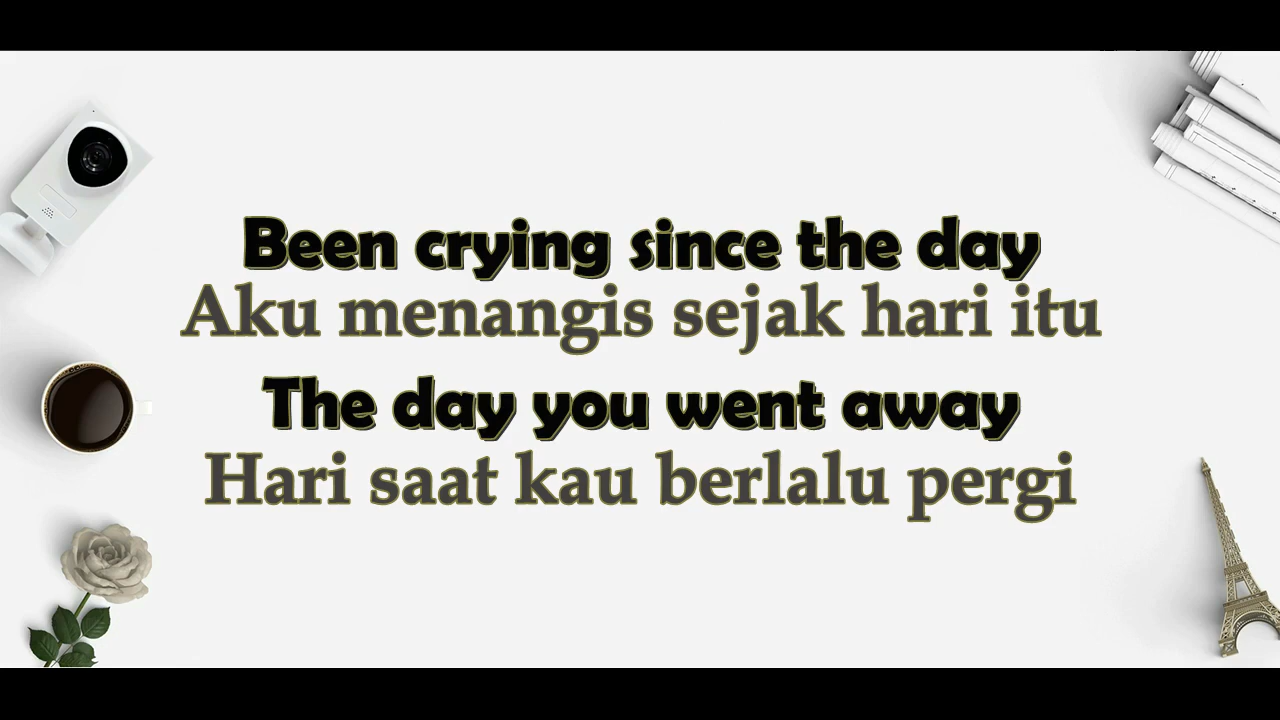 Been crying since the day
Aku menangis sejak hari itu
The day you went away
Hari saat kau berlalu pergi